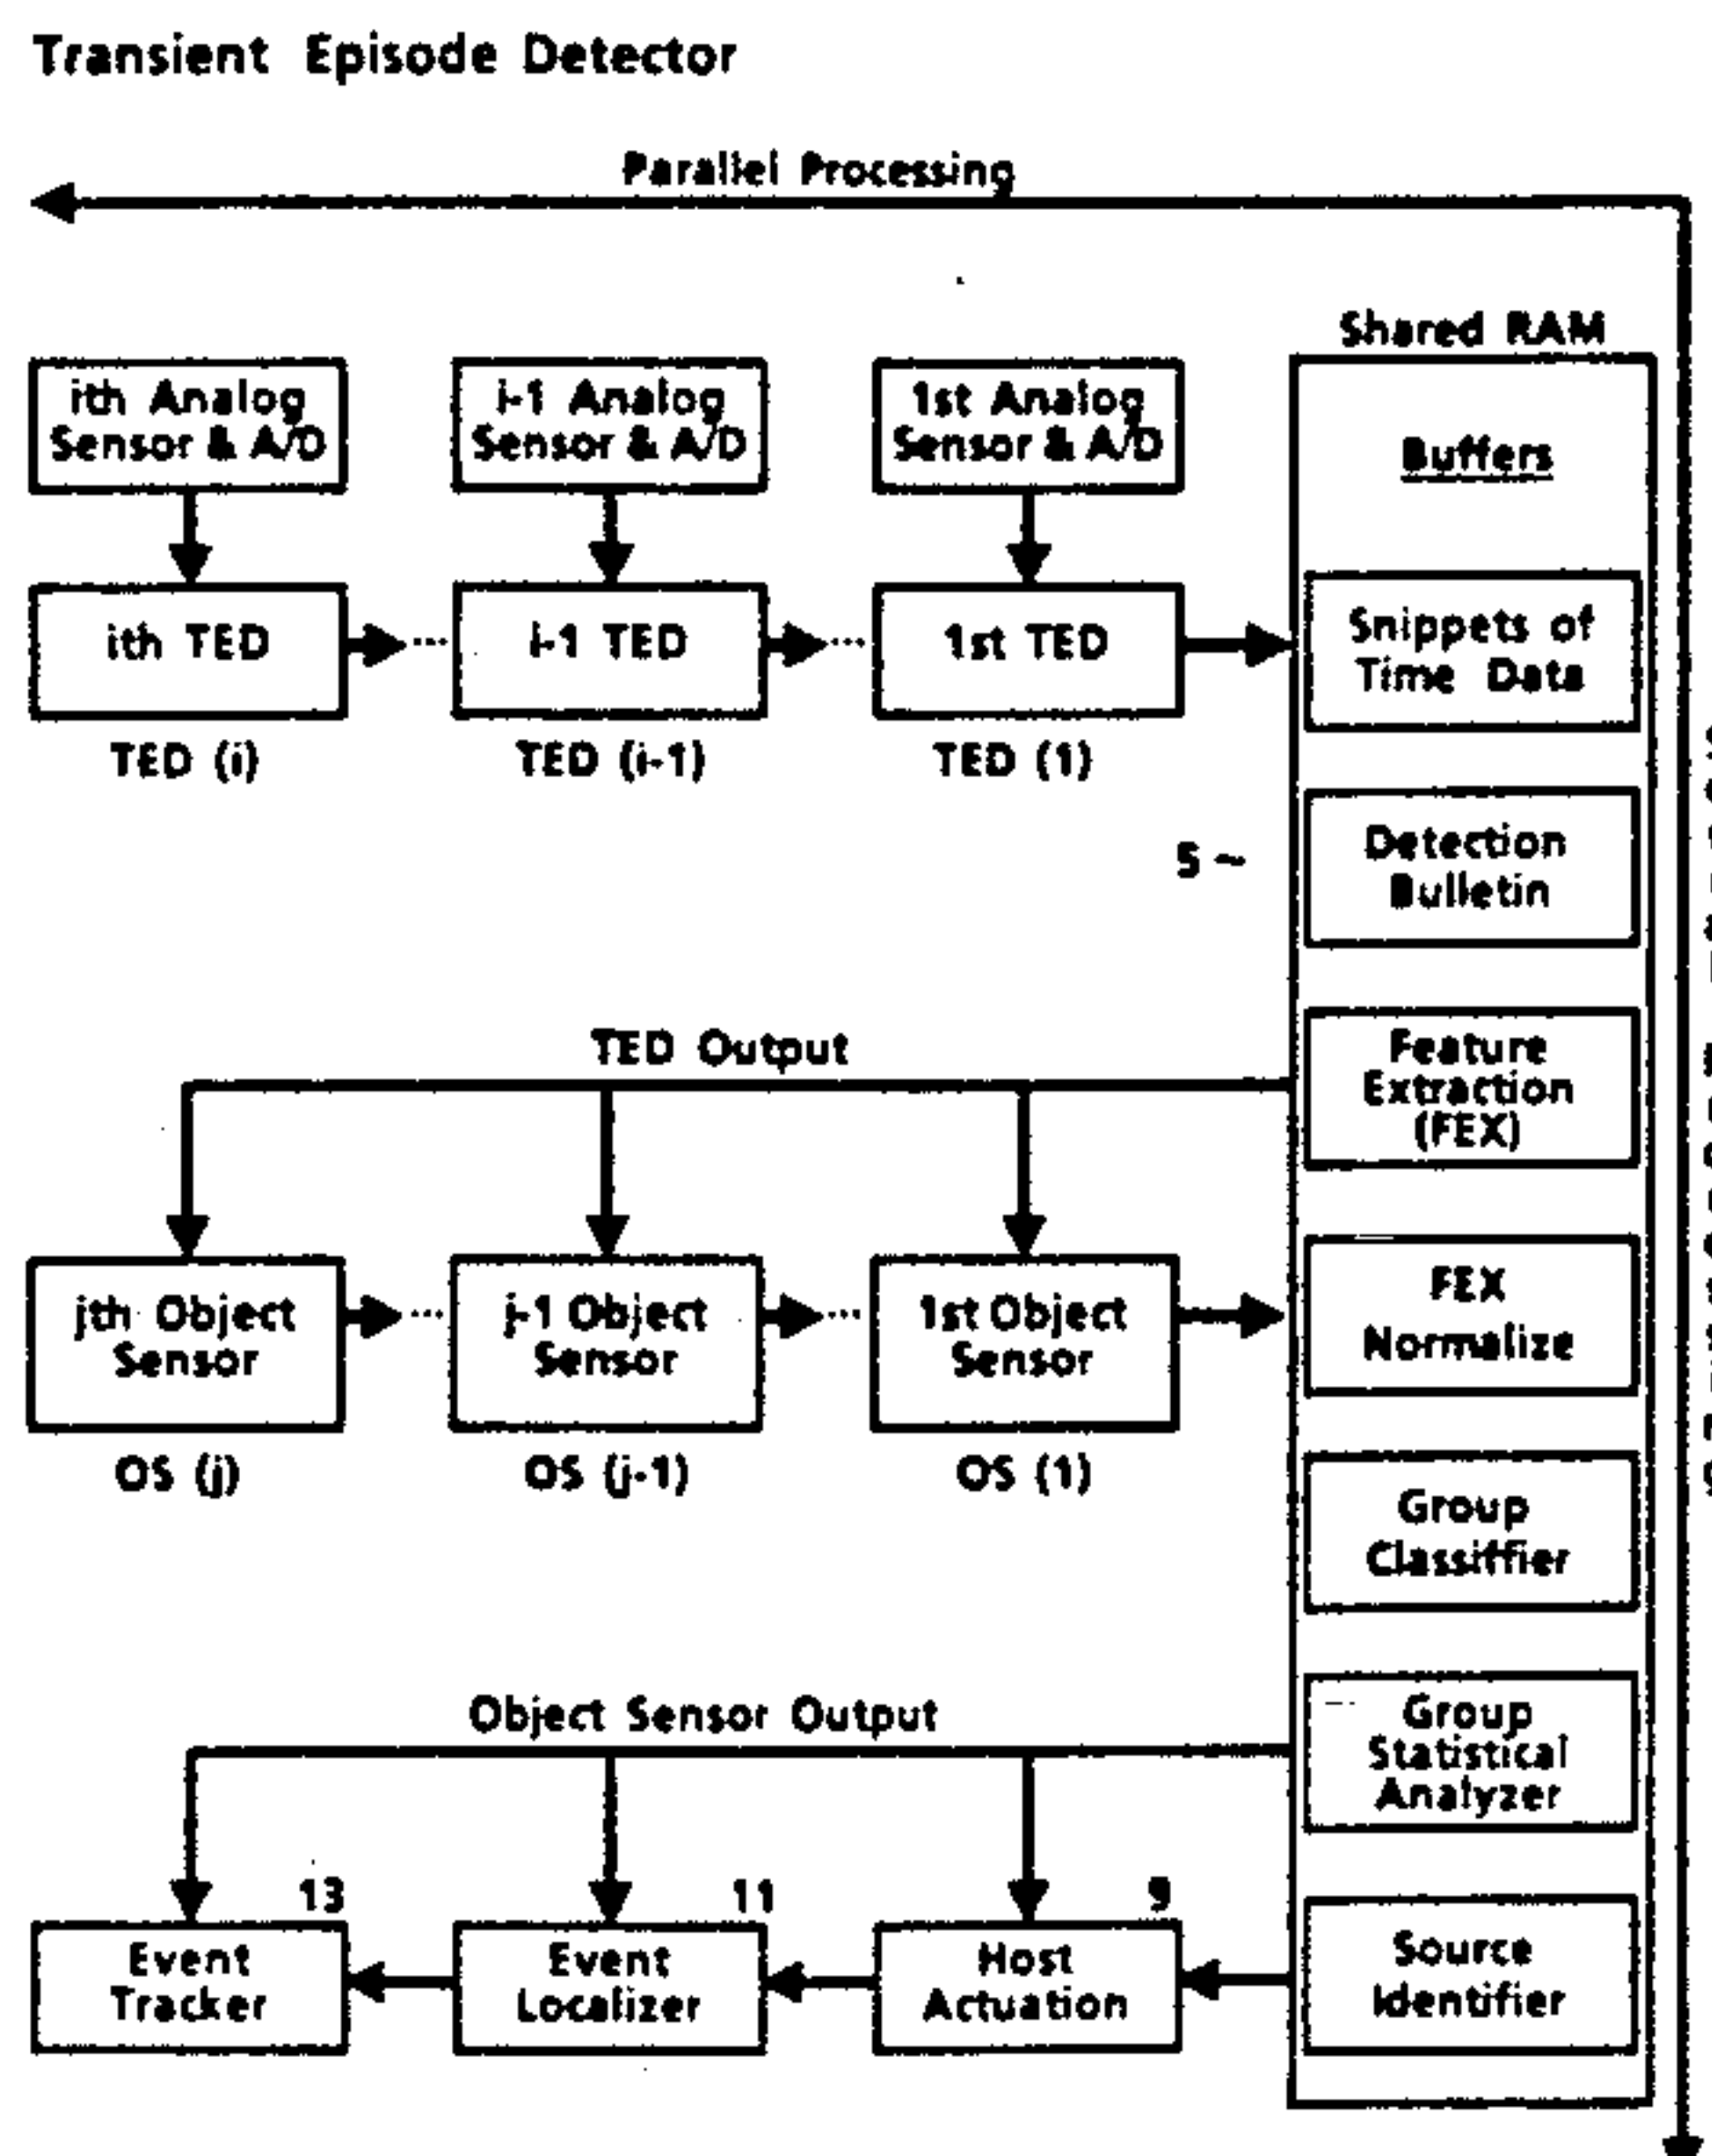 Transient Episode Detector
Parallel Processing
Shared RAM
ith Analog
Sensor & A/D
i-1 Analog
Sensor & A/D
1st Analog
Sensor & A/D
Buffers
ith TED
...
i-1 TED
...
1st TED
Snippets of
Time Data
TED (i)
TED (i-1)
TED (1)
5 ~
Detection
Bulletin
TED Output
Feature
Extraction
(FEX)
jth Object
Sensor
...
j-1 Object
Sensor
...
1st Object
Sensor
FEX
Normalize
OS (j)
OS (j-1)
OS (1)
Group
Classiffier
Object Sensor Output
Group
Statistical
Analyzer
13
11
9
Event
Tracker
Event
Localizer
Host
Actuation
Source
Identifier